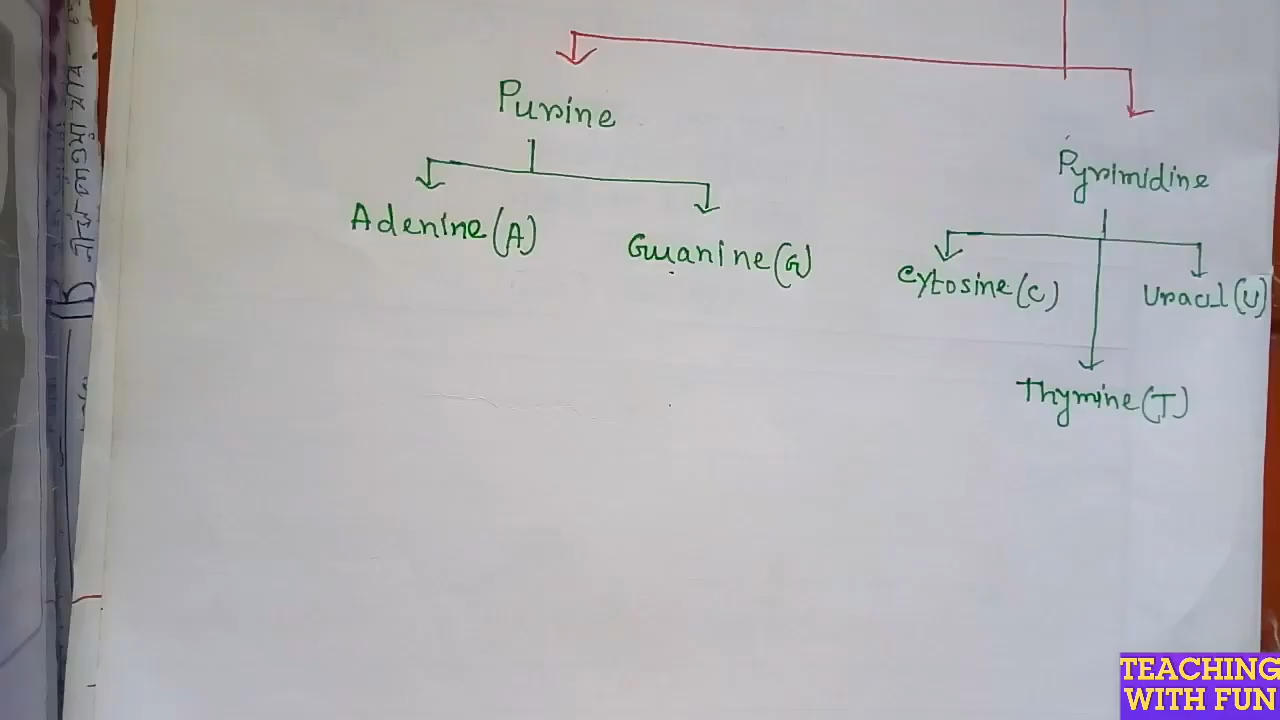 Purine
Pyrimidine
Adenine(A)
Guanine(G)
Cytosine(C)
Uracil(U)
Thymine(T)
TEACHING
WITH FUN